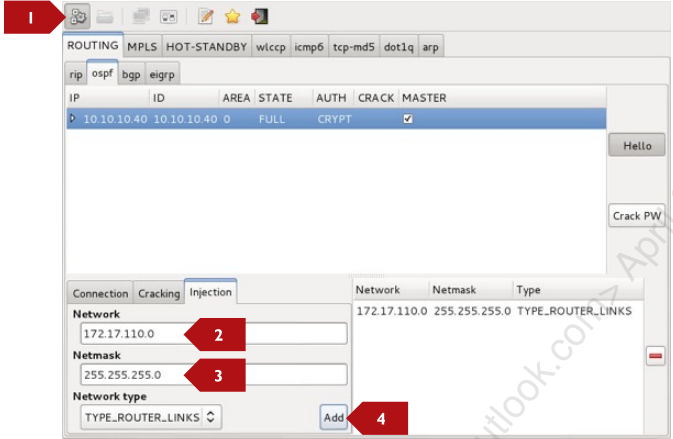 1
ROUTING MPLS HOT-STANDBY wlccp icmp6 tcp-md5 dot1q arp
rip ospf bgp eigrp
IP ID AREA STATE AUTH CRACK MASTER
10.10.10.40 10.10.10.40 0 FULL CRYPT
Hello
Crack PW
Connection Cracking Injection
Network
172.17.110.0
2
Netmask
255.255.255.0
3
Network type
TYPE_ROUTER_LINKS
Add
4
Network Netmask Type
172.17.110.0 255.255.255.0 TYPE_ROUTER_LINKS
utlook.com> April